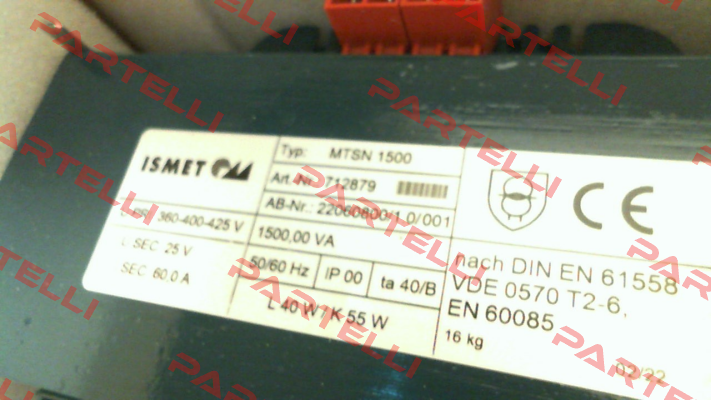 ISMET
Typ: MTSN 1500
Art.-Nr. 712879
AB-Nr.: 22060800/1.0/001
360-400-425 V
SEC. 25 V
SEC. 60,0 A
1500,00 VA
50/60 Hz
IP 00
ta 40/B
L 40 W / K 55 W
CE
nach DIN EN 61558
VDE 0570 T2-6,
EN 60085
16 kg
02/22
PARTELLI
PARTELLI
PARTELLI
PARTELLI
PARTELLI
PARTELLI
PARTELLI